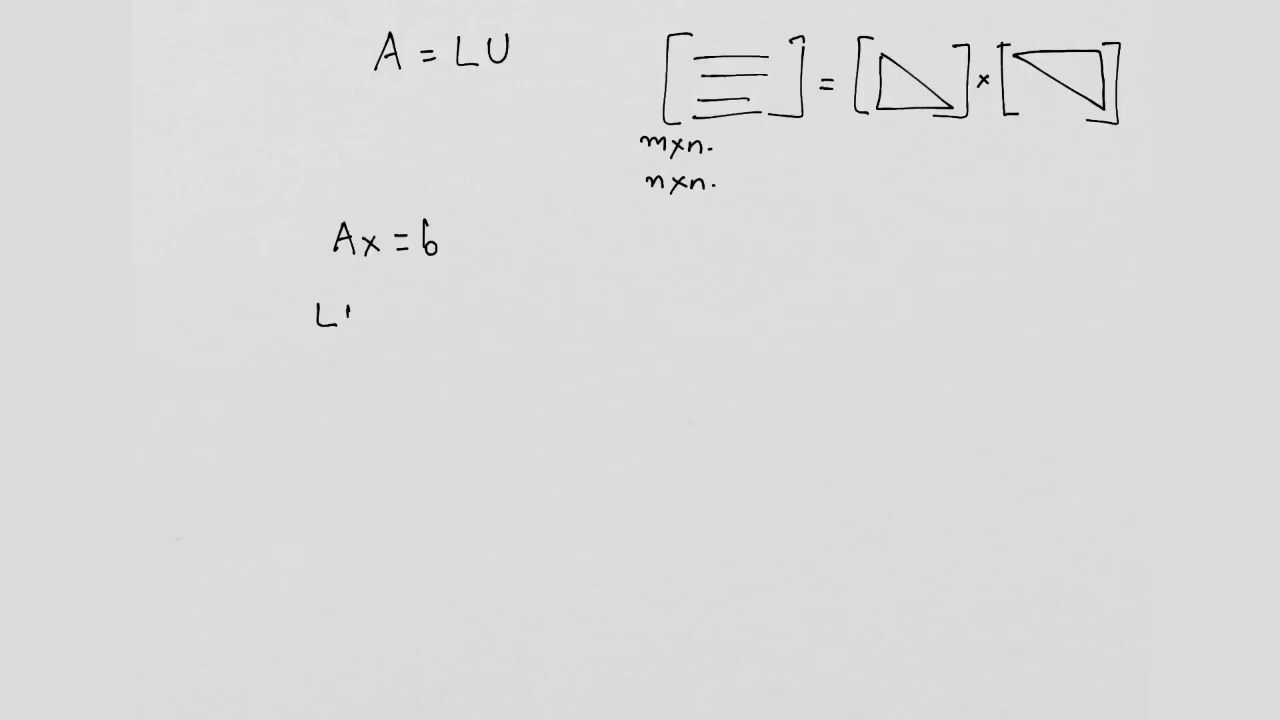 A = LU
[ ] = [ ] × [ ]
m×n.
n×n.
Ax = b
L